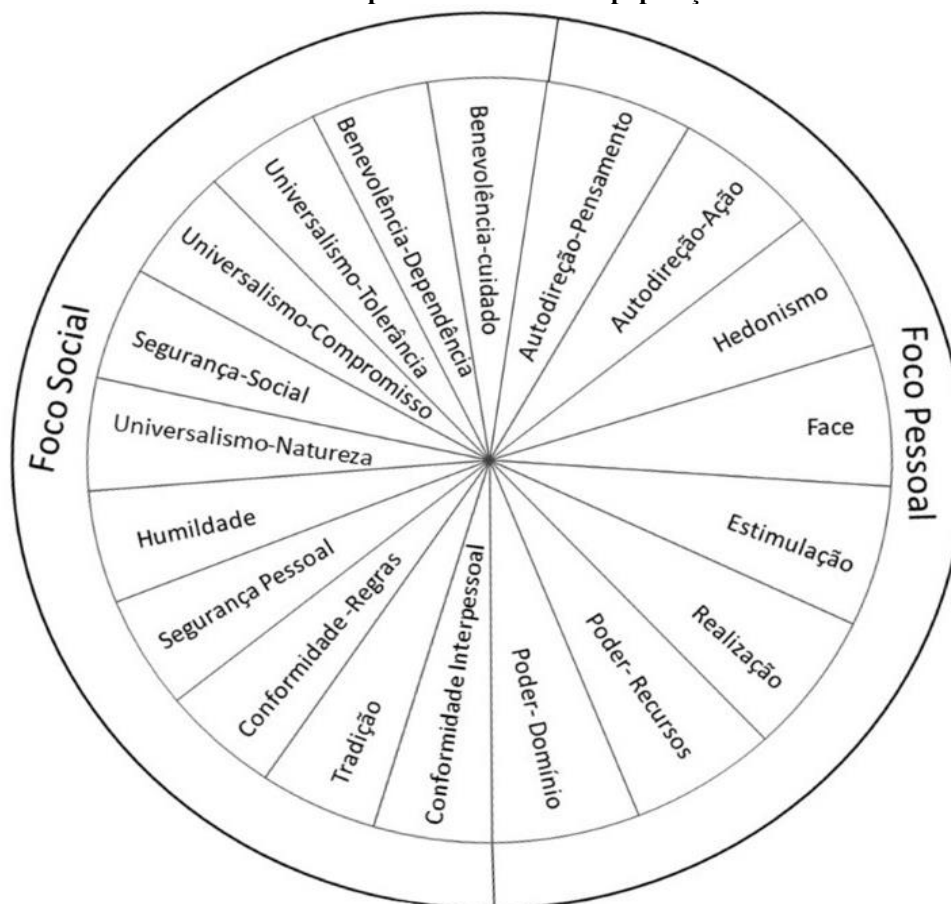 Benevolência-cuidado
Autodireção-Pensamento
Autodireção-Ação
Hedonismo
Face
Estimulação
Realização
Poder- Recursos
Poder- Domínio
Conformidade Interpessoal
Tradição
Conformidade -Regras
Segurança Pessoal
Humildade
Universalismo-Natureza
Segurança-Social
Universalismo-Compromisso
Universalismo-Tolerância
Benevolência-Dependência
Foco Social
Foco Pessoal